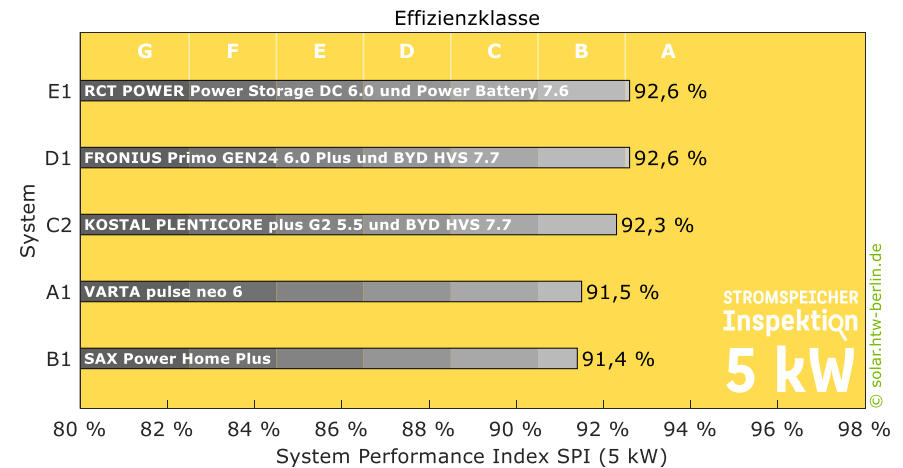 Effizienzklasse
G F E D C B A
E1 RCT POWER Power Storage DC 6.0 und Power Battery 7.6 92,6 %
D1 FRONIUS Primo GEN24 6.0 Plus und BYD HVS 7.7 92,6 %
C2 KOSTAL PLENTICORE plus G2 5.5 und BYD HVS 7.7 92,3 %
A1 VARTA pulse neo 6 91,5 %
B1 SAX Power Home Plus 91,4 %
System
STROMSPEICHER
Inspektion
5 kW
© solar.htw-berlin.de
80 % 82 % 84 % 86 % 88 % 90 % 92 % 94 % 96 % 98 %
System Performance Index SPI (5 kW)